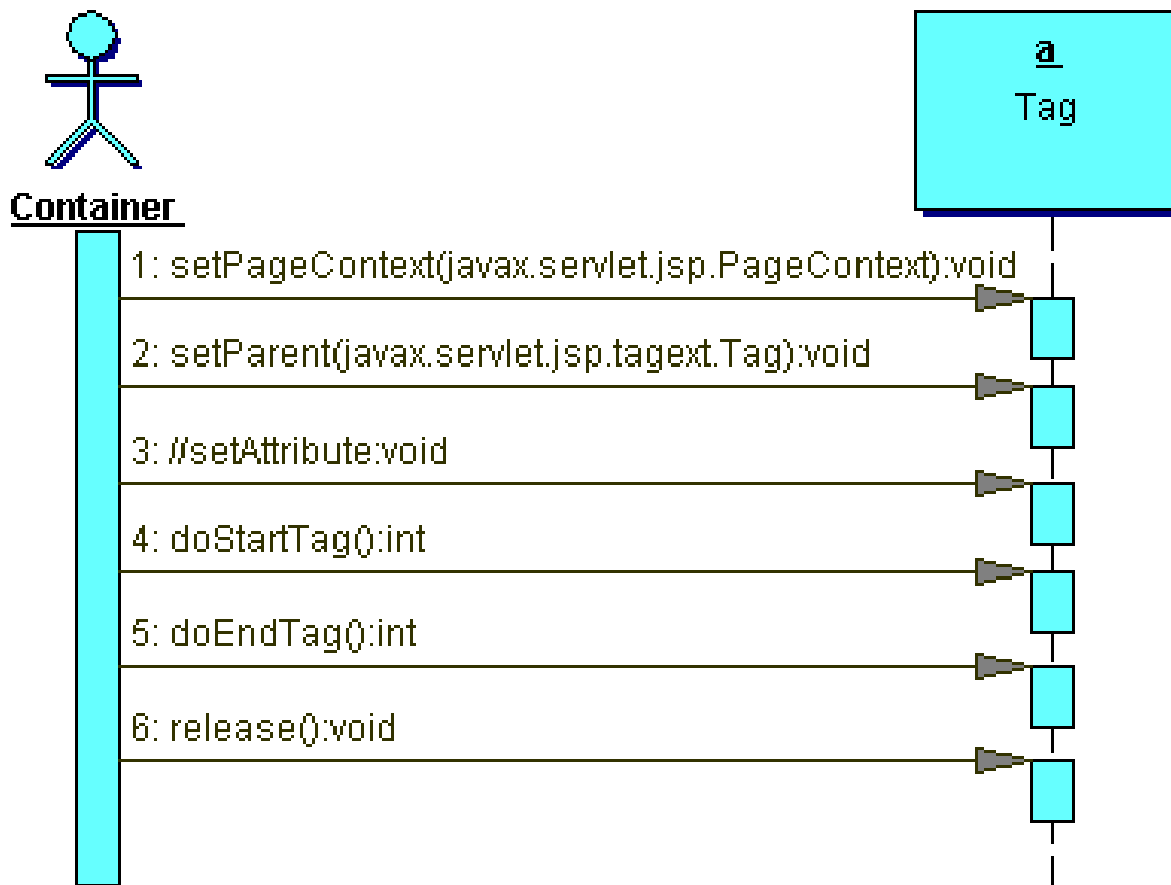 a
Tag
Container
1: setPageContext(javax.servlet.jsp.PageContext):void
2: setParent(javax.servlet.jsp.tagext.Tag):void
3: //setAttribute:void
4: doStartTag():int
5: doEndTag():int
6: release():void